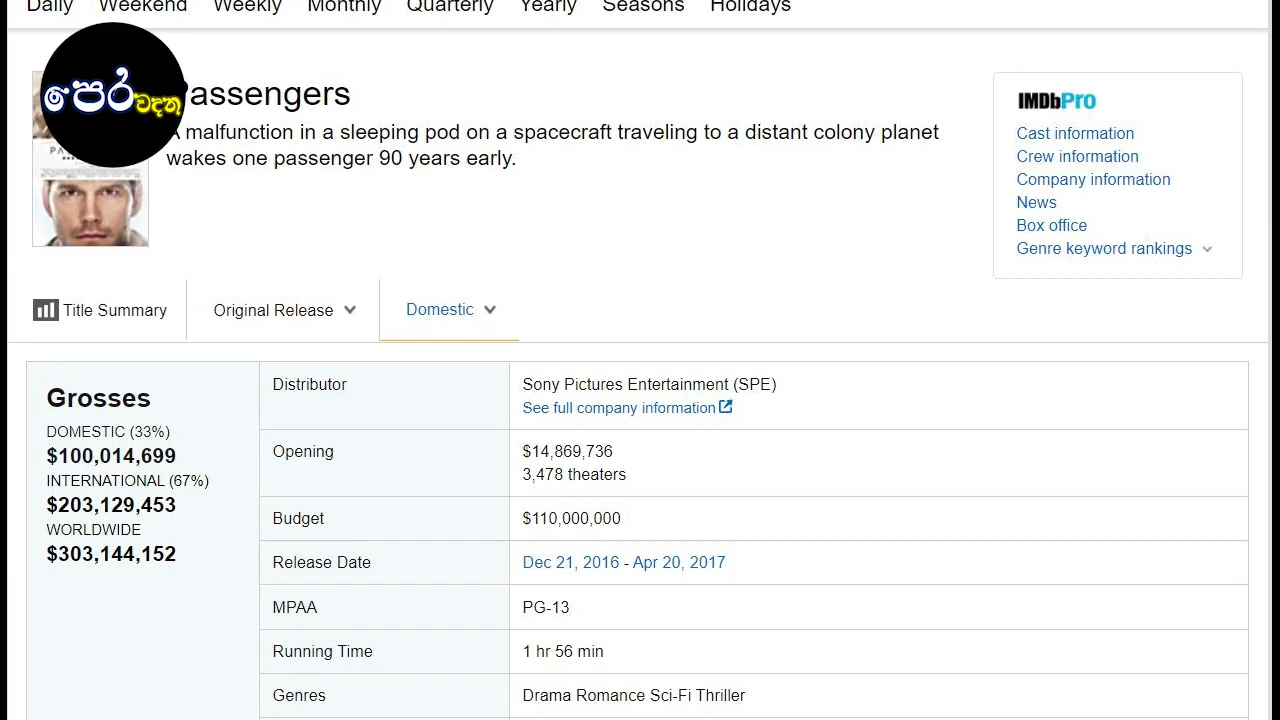 Daily Weekend Weekly Monthly Quarterly Yearly Seasons Holidays
පෙර වදන
Passengers
A malfunction in a sleeping pod on a spacecraft traveling to a distant colony planet
wakes one passenger 90 years early.
IMDbPro
Cast information
Crew information
Company information
News
Box office
Genre keyword rankings
Title Summary
Original Release
Domestic
Grosses
DOMESTIC (33%)
$100,014,699
INTERNATIONAL (67%)
$203,129,453
WORLDWIDE
$303,144,152
Distributor
Sony Pictures Entertainment (SPE)
See full company information
Opening
$14,869,736
3,478 theaters
Budget
$110,000,000
Release Date
Dec 21, 2016 - Apr 20, 2017
MPAA
PG-13
Running Time
1 hr 56 min
Genres
Drama Romance Sci-Fi Thriller